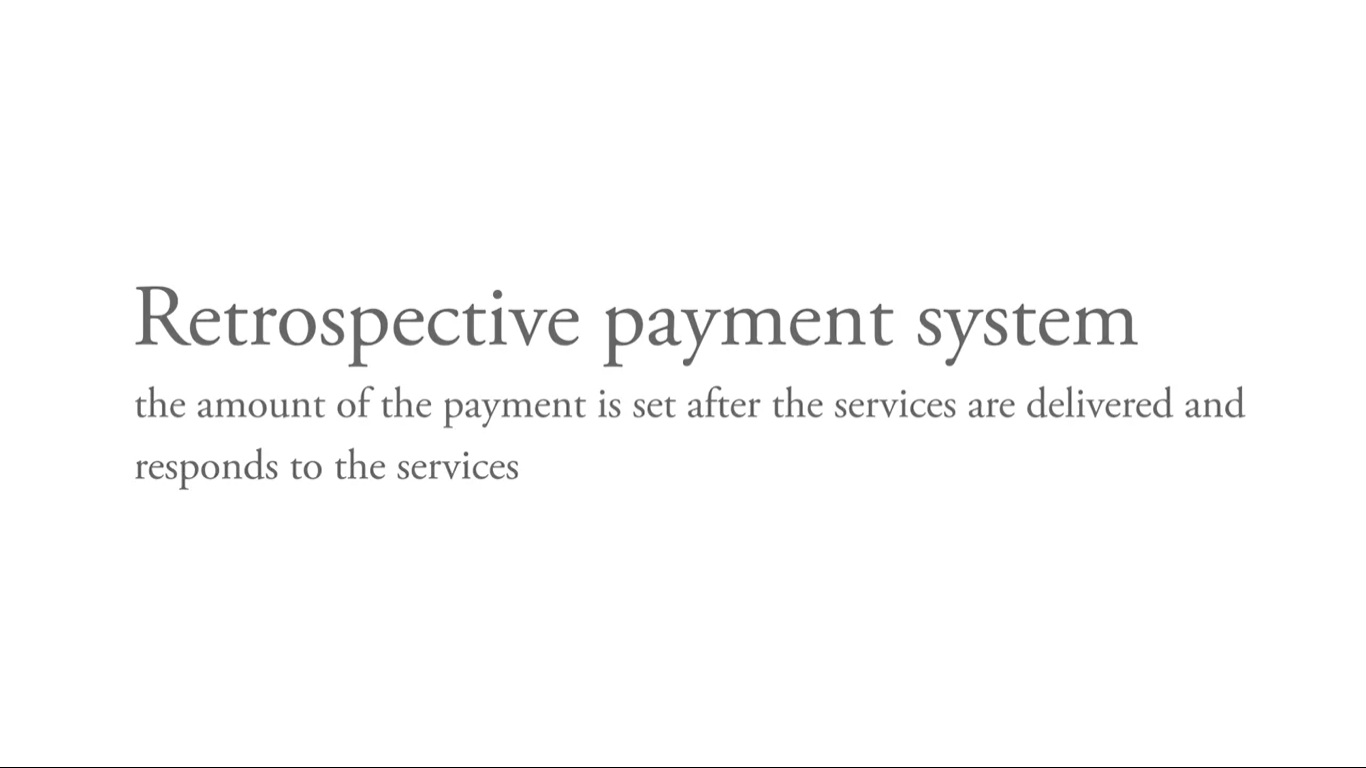 Retrospective payment system
the amount of the payment is set after the services are delivered and
responds to the services